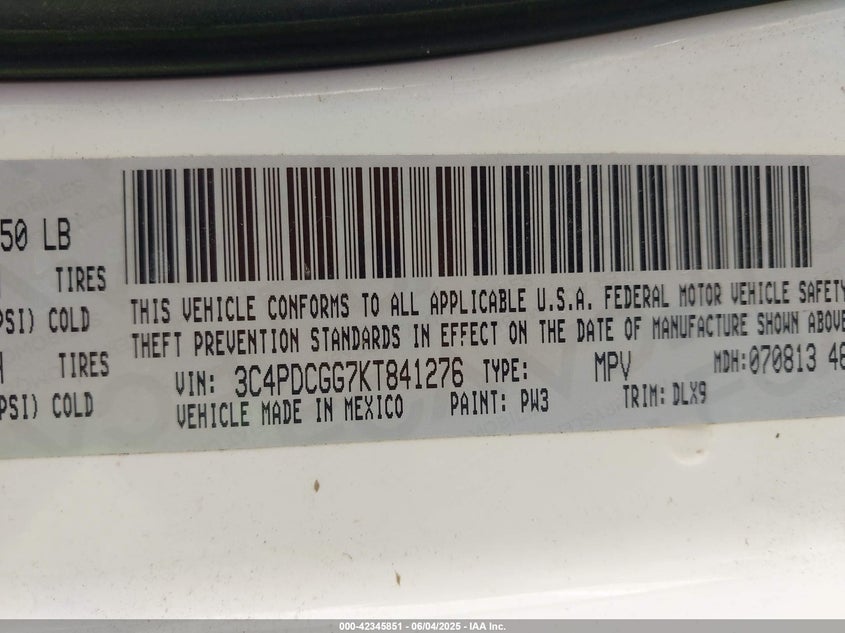 50 LB
TIRES
PSI) COLD
TIRES
PSI) COLD
THIS VEHICLE CONFORMS TO ALL APPLICABLE U.S.A. FEDERAL MOTOR VEHICLE SAFETY
THEFT PREVENTION STANDARDS IN EFFECT ON THE DATE OF MANUFACTURE SHOWN ABOVE
VIN: 3C4PDCGG7KT841276 TYPE: MPV MDH:070813 48
VEHICLE MADE IN MEXICO PAINT: PW3 TRIM: DLX9
000-42345851 - 06/04/2025 - IAA Inc.